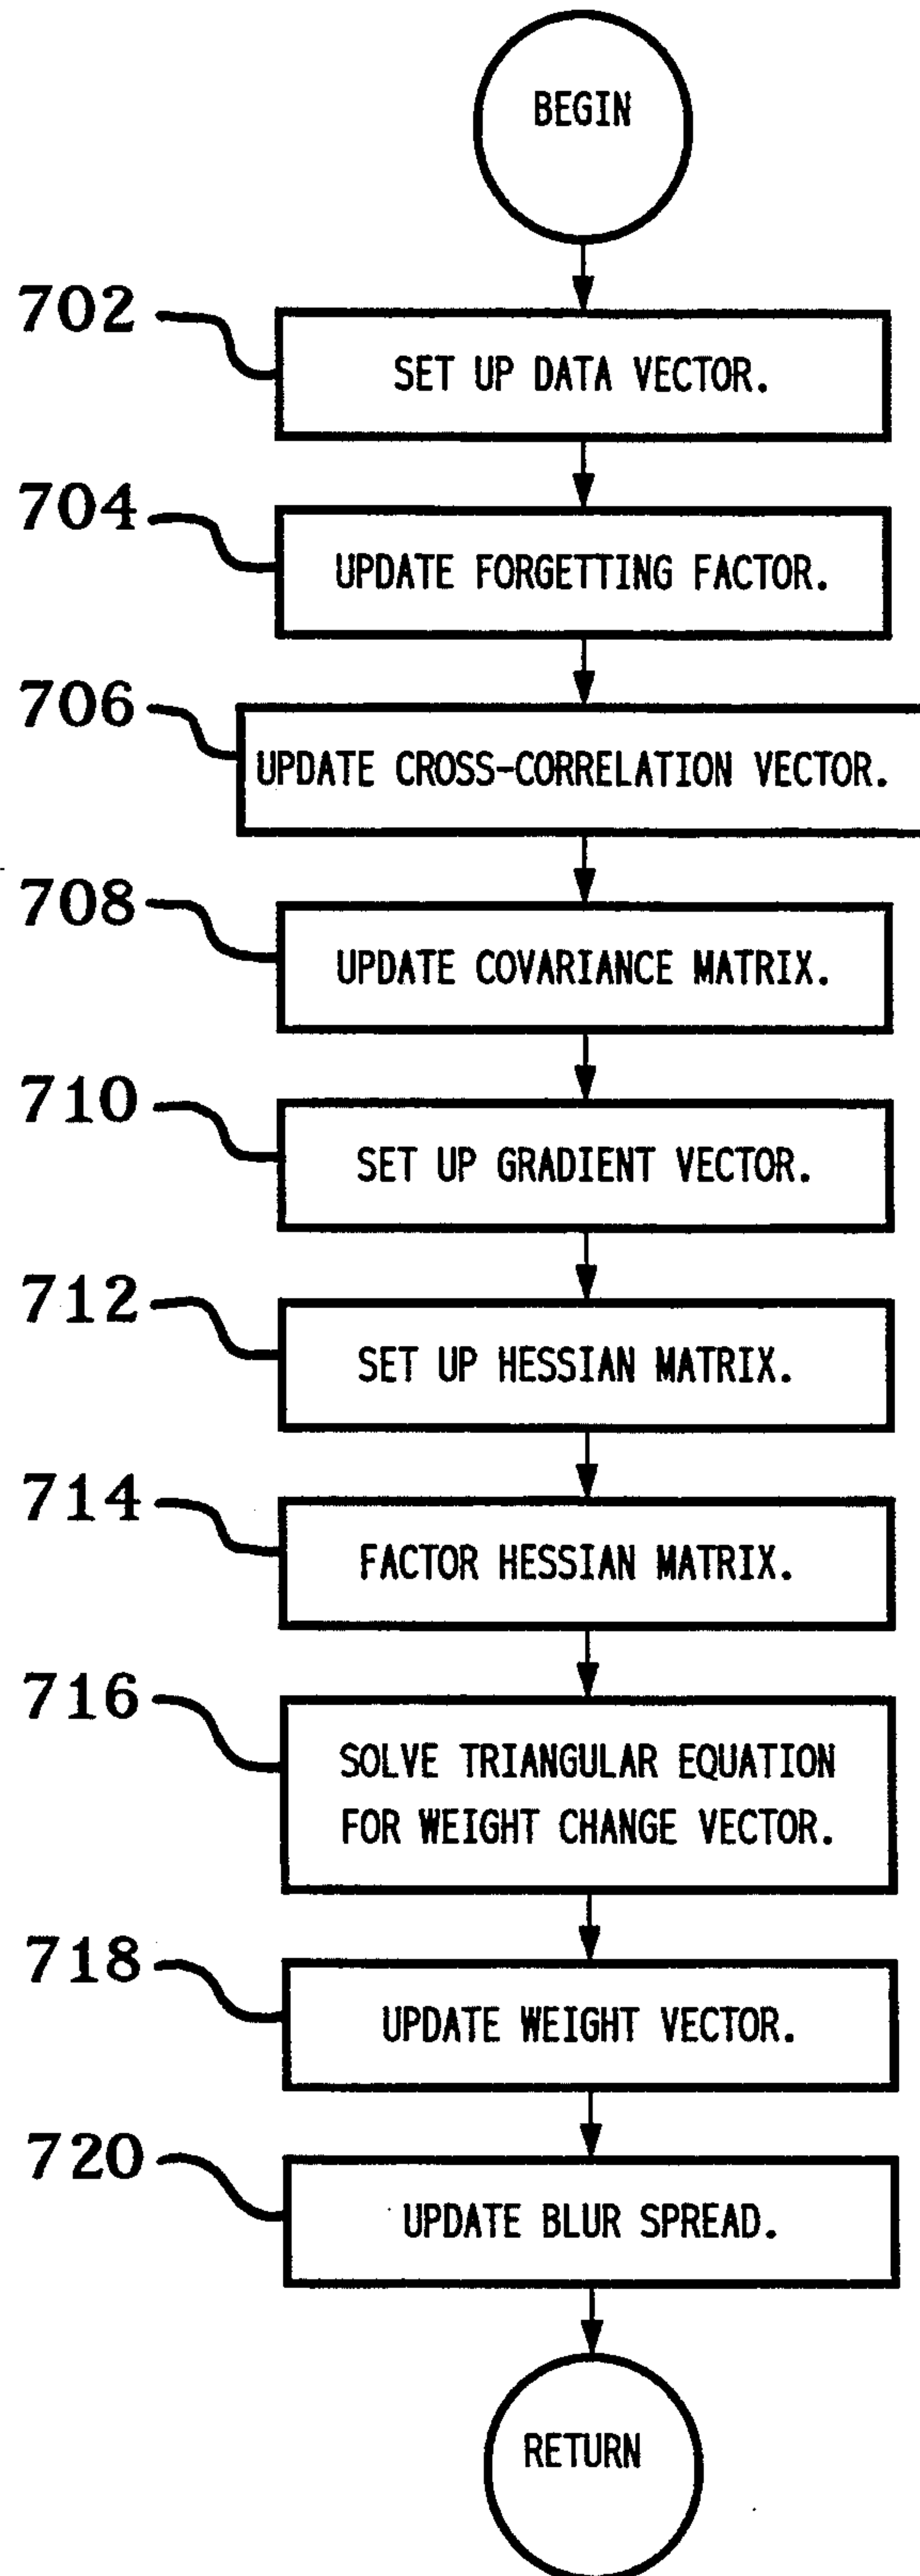 BEGIN
702
SET UP DATA VECTOR.
704
UPDATE FORGETTING FACTOR.
706
UPDATE CROSS-CORRELATION VECTOR.
708
UPDATE COVARIANCE MATRIX.
710
SET UP GRADIENT VECTOR.
712
SET UP HESSIAN MATRIX.
714
FACTOR HESSIAN MATRIX.
716
SOLVE TRIANGULAR EQUATION
FOR WEIGHT CHANGE VECTOR.
718
UPDATE WEIGHT VECTOR.
720
UPDATE BLUR SPREAD.
RETURN